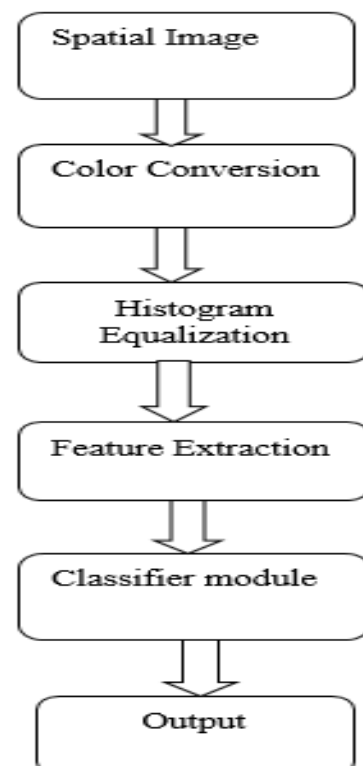 Spatial Image
Color Conversion
Histogram
Equalization
Feature Extraction
Classifier module
Output